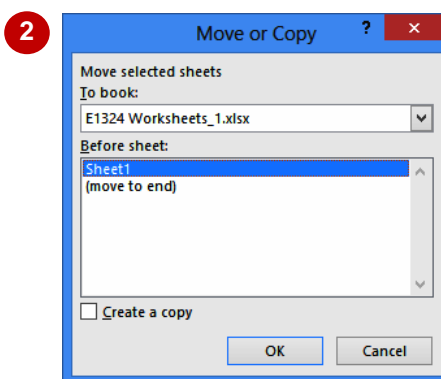 2
Move or Copy ?
Move selected sheets
To book:
E1324 Worksheets_1.xlsx
Before sheet:
Sheet1
(move to end)
Create a copy
OK Cancel